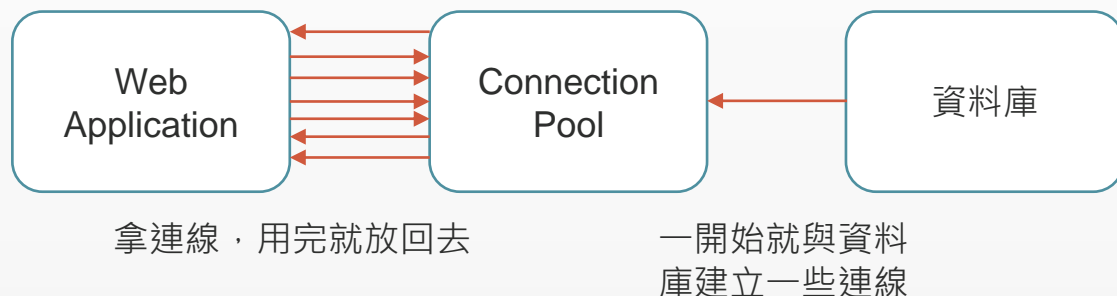 Web
Application
Connection
Pool
資料庫
拿連線，用完就放回去
一開始就與資料
庫建立一些連線